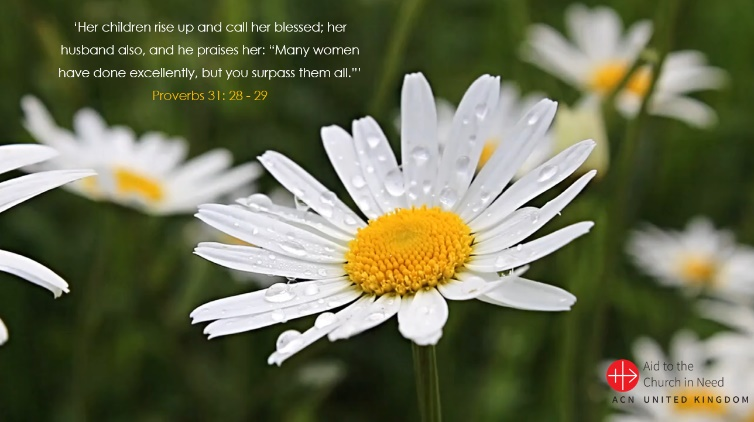 ‘Her children rise up and call her blessed; her
husband also, and he praises her: “Many women
have done excellently, but you surpass them all.”’
Proverbs 31: 28 - 29
Aid to the
Church in Need
ACN UNITED KINGDOM